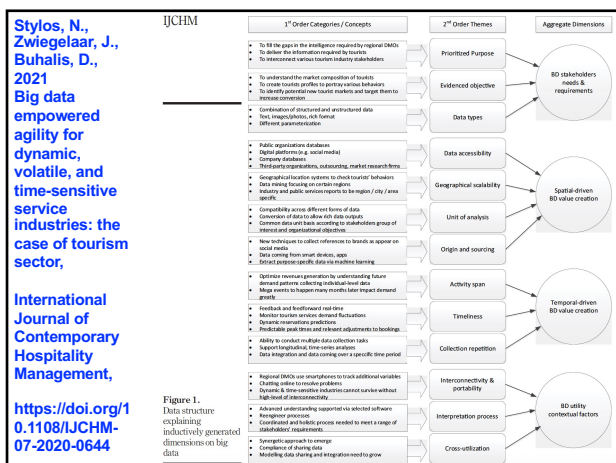 Stylos, N.,
Zwiegelaar, J.,
Buhalis, D.,
2021
Big data
empowered
agility for
dynamic,
volatile, and
time-sensitive
service
industries: the
case of tourism
sector,
International
Journal of
Contemporary
Hospitality
Management,
https://doi.org/1
0.1108/IJCHM-
07-2020-0644
IJCHM
Figure 1.
Data structure
explaining
inductively generated
dimensions on big
data
1st Order Categories / Concepts
2nd Order Themes
Aggregate Dimensions
• To fill the gaps in the intelligence required by regional DMOs
• To deliver the information required by tourists
• To interconnect various tourism industry stakeholders
Prioritized Purpose
• To understand the market composition of tourists
• To create tourists profiles to portray various behaviors
• To identify potential new tourist markets and target them to
increase conversion
Evidenced objective
• Combination of structured and unstructured data
• Text, images/photos, rich format
• Different parameterization
Data types
BD stakeholders
needs &
requirements
• Public organizations databases
• Digital platforms (e.g. social media)
• Company databases
• Third-party organizations, outsourcing, market research firms
Data accessibility
• Geographical location systems to check tourists' behaviors
• Data mining focusing on certain regions
• Industry and public services reports to be region / city / area
specific
Geographical scalability
• Compatibility across different forms of data
• Conversion of data to allow rich data outputs
• Common data unit basis according to stakeholders group of
interest and organizational objectives
Unit of analysis
• New techniques to collect references to brands as appear on
social media
• Data coming from smart devices, apps
• Extract purpose-specific data via machine learning
Origin and sourcing
Spatial-driven
BD value creation
• Optimize revenues generation by understanding future
demand patterns collecting individual-level data
• Mega events to happen many months later impact demand
greatly
Activity span
• Feedback and feedforward real-time
• Monitor tourism services demand fluctuations
• Dynamic reservations predictions
• Predictable peak times and relevant adjustments to bookings
Timeliness
• Ability to conduct multiple data collection tasks
• Support longitudinal, time-series analyses
• Data integration and data coming over a specific time period
Collection repetition
Temporal-driven
BD value creation
• Regional DMOs use smartphones to track additional variables
• Chatting online to resolve problems
• Dynamic & time-sensitive industries cannot survive without
high-level of interconnectivity
Interconnectivity &
portability
• Advanced understanding supported via selected software
• Reengineer processes
• Coordinated and holistic process needed to meet a range of
stakeholders' requirements
Interpretation process
• Synergetic approach to emerge
• Compliance of sharing data
• Modelling data sharing and integration need to grow
Cross-utilization
BD utility
contextual factors